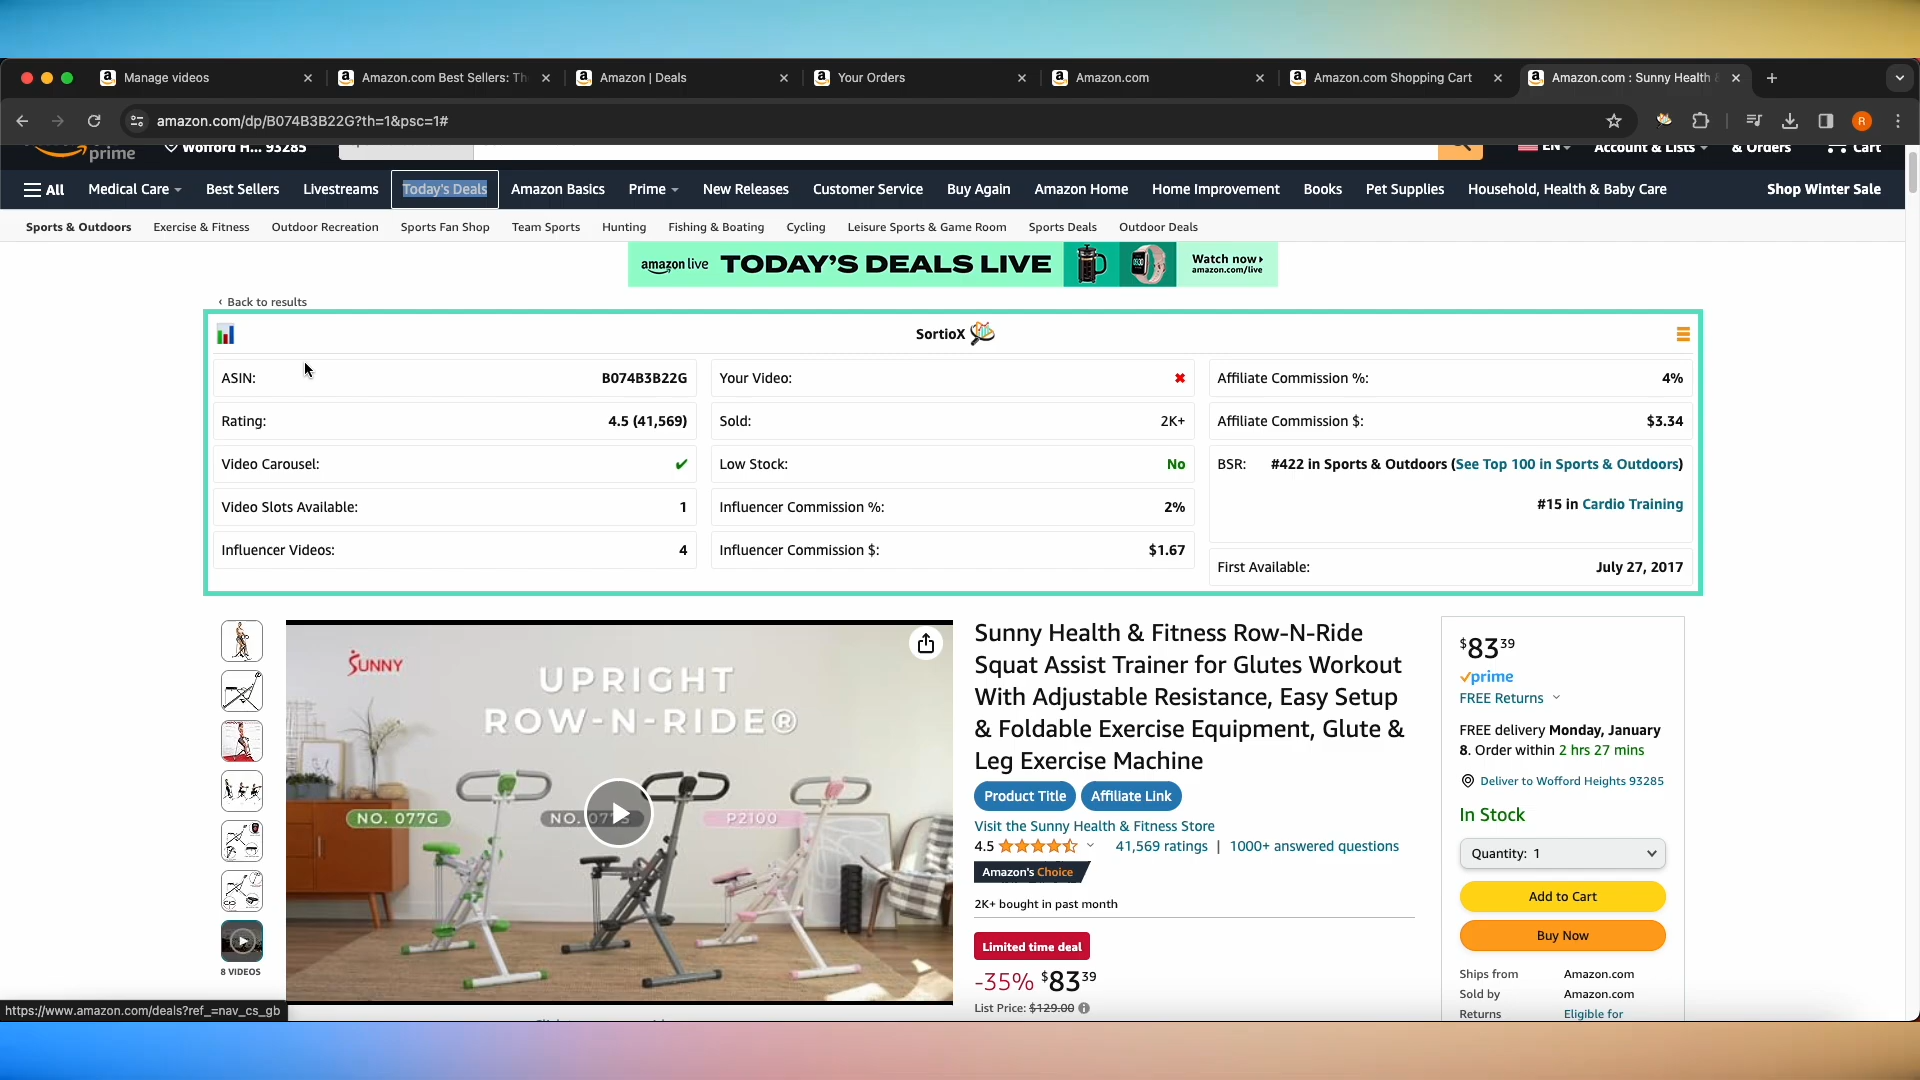 Manage videos
Amazon.com Best Sellers: Th
Amazon | Deals
Your Orders
Amazon.com
Amazon.com Shopping Cart
Amazon.com : Sunny Health &
amazon.com/dp/B074B3B22G?th=1&psc=1#
R
prime
Wofford H... 93285
EN
Account & Lists
& Orders
Cart
All
Medical Care
Best Sellers
Livestreams
Today's Deals
Amazon Basics
Prime
New Releases
Customer Service
Buy Again
Amazon Home
Home Improvement
Books
Pet Supplies
Household, Health & Baby Care
Shop Winter Sale
Sports & Outdoors
Exercise & Fitness
Outdoor Recreation
Sports Fan Shop
Team Sports
Hunting
Fishing & Boating
Cycling
Leisure Sports & Game Room
Sports Deals
Outdoor Deals
amazon live TODAY'S DEALS LIVE
Watch now
amazon.com/live
‹ Back to results
SortioX
ASIN: B074B3B22G
Rating: 4.5 (41,569)
Video Carousel: ✔
Video Slots Available: 1
Influencer Videos: 4
Your Video: ✖
Sold: 2K+
Low Stock: No
Influencer Commission %: 2%
Influencer Commission $: $1.67
Affiliate Commission %: 4%
Affiliate Commission $: $3.34
BSR: #422 in Sports & Outdoors (See Top 100 in Sports & Outdoors)
#15 in Cardio Training
First Available: July 27, 2017
8 VIDEOS
SUNNY
UPRIGHT
ROW-N-RIDE®
NO. 077G
NO. 077S
P2100
Sunny Health & Fitness Row-N-Ride
Squat Assist Trainer for Glutes Workout
With Adjustable Resistance, Easy Setup
& Foldable Exercise Equipment, Glute &
Leg Exercise Machine
Product Title
Affiliate Link
Visit the Sunny Health & Fitness Store
4.5
41,569 ratings | 1000+ answered questions
Amazon's Choice
2K+ bought in past month
Limited time deal
-35% $83 39
List Price: $129.00
$83 39
prime
FREE Returns
FREE delivery Monday, January
8. Order within 2 hrs 27 mins
Deliver to Wofford Heights 93285
In Stock
Quantity: 1
Add to Cart
Buy Now
Ships from Amazon.com
Sold by Amazon.com
Returns Eligible for
https://www.amazon.com/deals?ref_=nav_cs_gb